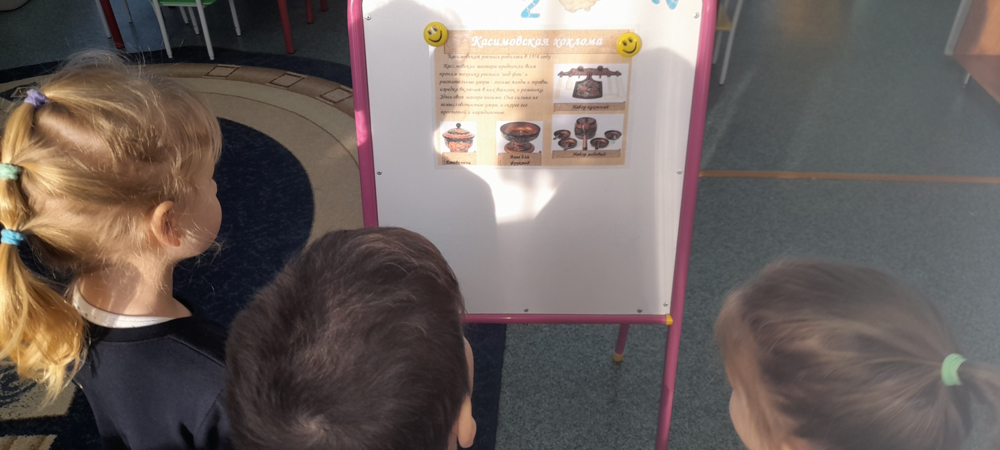 2
Касимовская хохлома
Касимовская роспись родилась в 1974 году.
Касимовские мастера предпочли всем
прочим технику росписи "под фон" и
растительные узоры - лесные ягоды и травы,
изредка включая в них василек и ромашку.
Здесь своя манера письма. Она сильна не
замысловатостью узора, а скорее его
простотой и нарядностью.
Набор кухонный
Ваза для
фруктов
Набор медовый